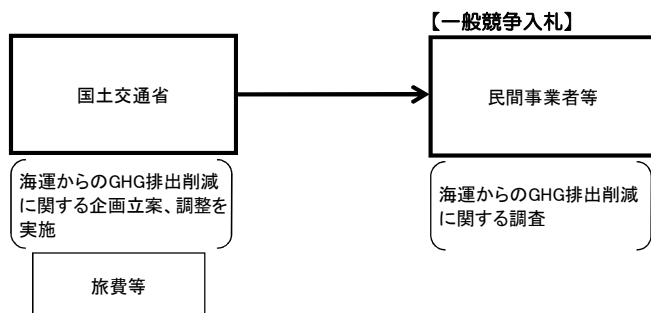 【一般競争入札】
国土交通省
民間事業者等
海運からのGHG排出削減
に関する企画立案、調整を
実施
海運からのGHG排出削減
に関する調査
旅費等